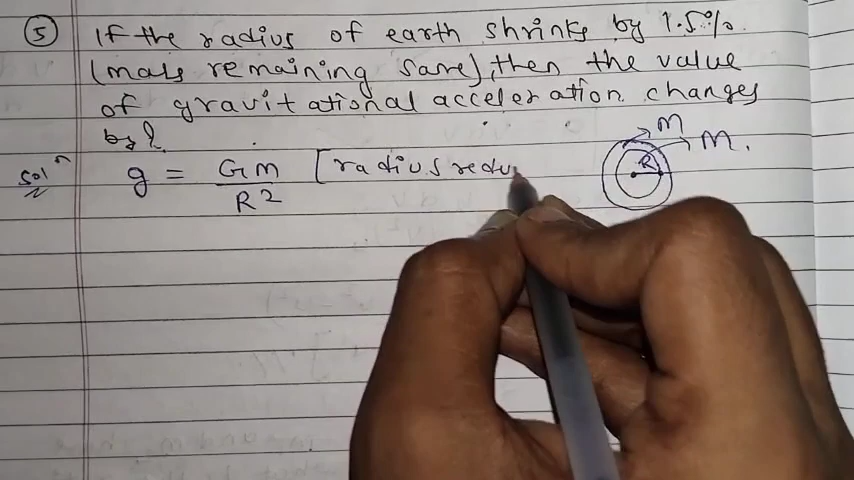 5 If the radius of earth shrinks by 1.5%.
(mass remaining same), then the value
of gravitational acceleration changes
by?
M
M.
R
Solⁿ g = GM / R² [radius redu